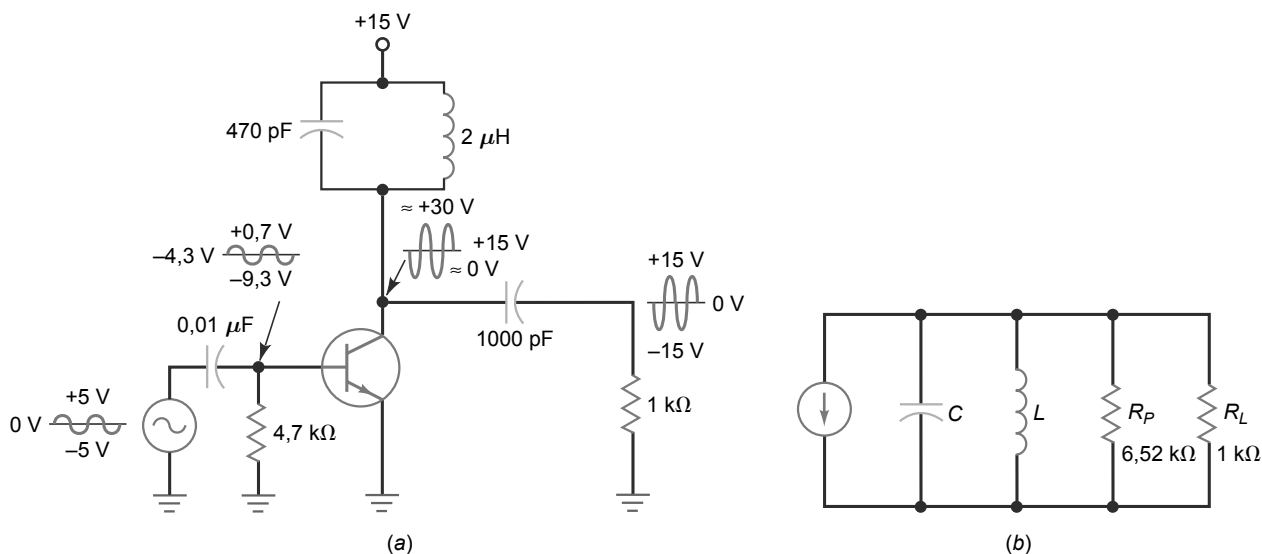 +15 V
470 pF
2 μH
≈ +30 V
+15 V
≈ 0 V
+0,7 V
–4,3 V
–9,3 V
+15 V
0 V
–15 V
0,01 μF
1000 pF
+5 V
0 V
–5 V
4,7 kΩ
1 kΩ
C
L
R_P
6,52 kΩ
R_L
1 kΩ
(a)
(b)